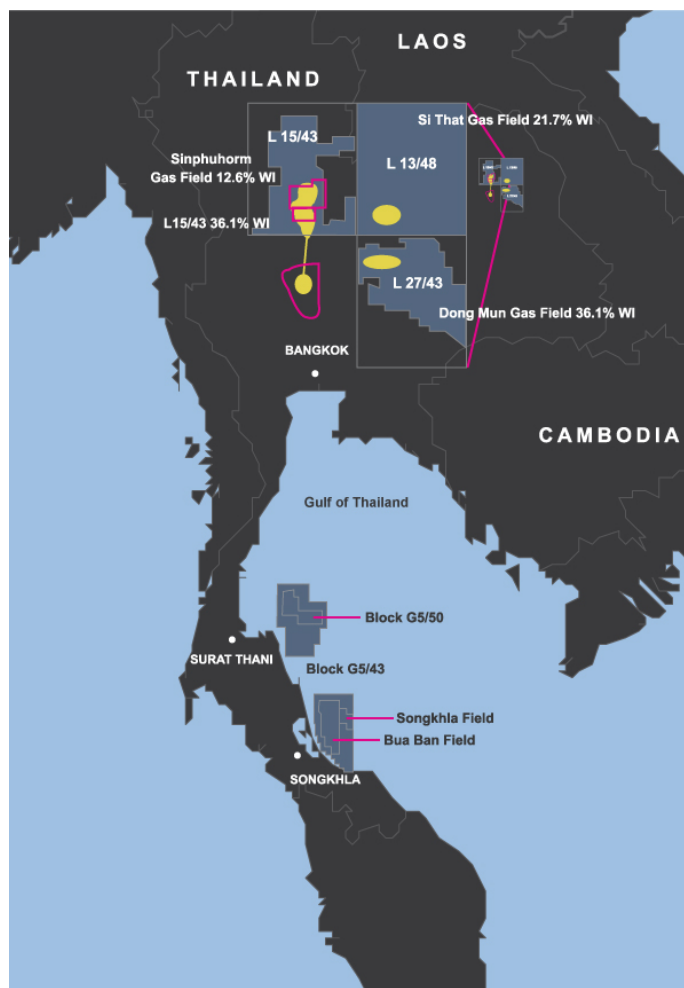 LAOS
THAILAND
L 15/43
Si That Gas Field 21.7% WI
Sinphuhorm
Gas Field 12.6% WI
L 13/48
L15/43 36.1% WI
L 27/43
Dong Mun Gas Field 36.1% WI
BANGKOK
CAMBODIA
Gulf of Thailand
Block G5/50
SURAT THANI
Block G5/43
Songkhla Field
Bua Ban Field
SONGKHLA